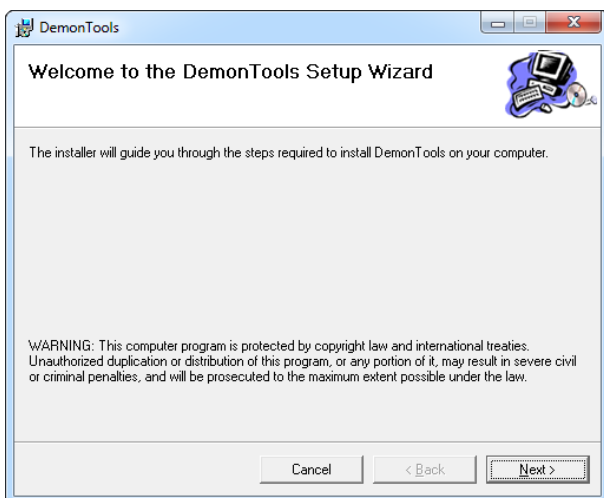 DemonTools
Welcome to the DemonTools Setup Wizard
The installer will guide you through the steps required to install DemonTools on your computer.
WARNING: This computer program is protected by copyright law and international treaties.
Unauthorized duplication or distribution of this program, or any portion of it, may result in severe civil
or criminal penalties, and will be prosecuted to the maximum extent possible under the law.
Cancel < Back Next >